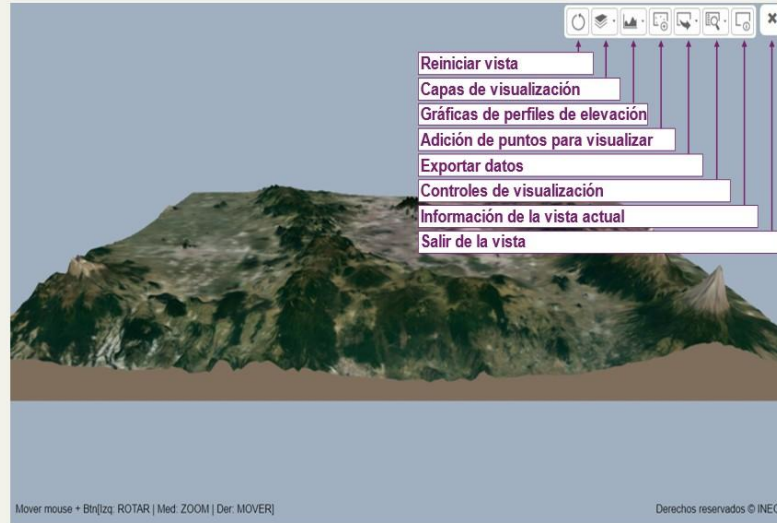 Reiniciar vista
Capas de visualización
Gráficas de perfiles de elevación
Adición de puntos para visualizar
Exportar datos
Controles de visualización
Información de la vista actual
Salir de la vista
Mover mouse + Btn[Izq: ROTAR | Med: ZOOM | Der: MOVER] Derechos reservados © INEG